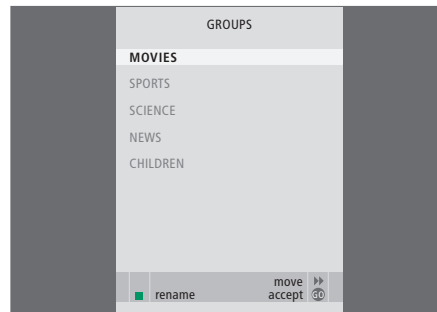 GROUPS
MOVIES
SPORTS
SCIENCE
NEWS
CHILDREN
move
rename accept GO